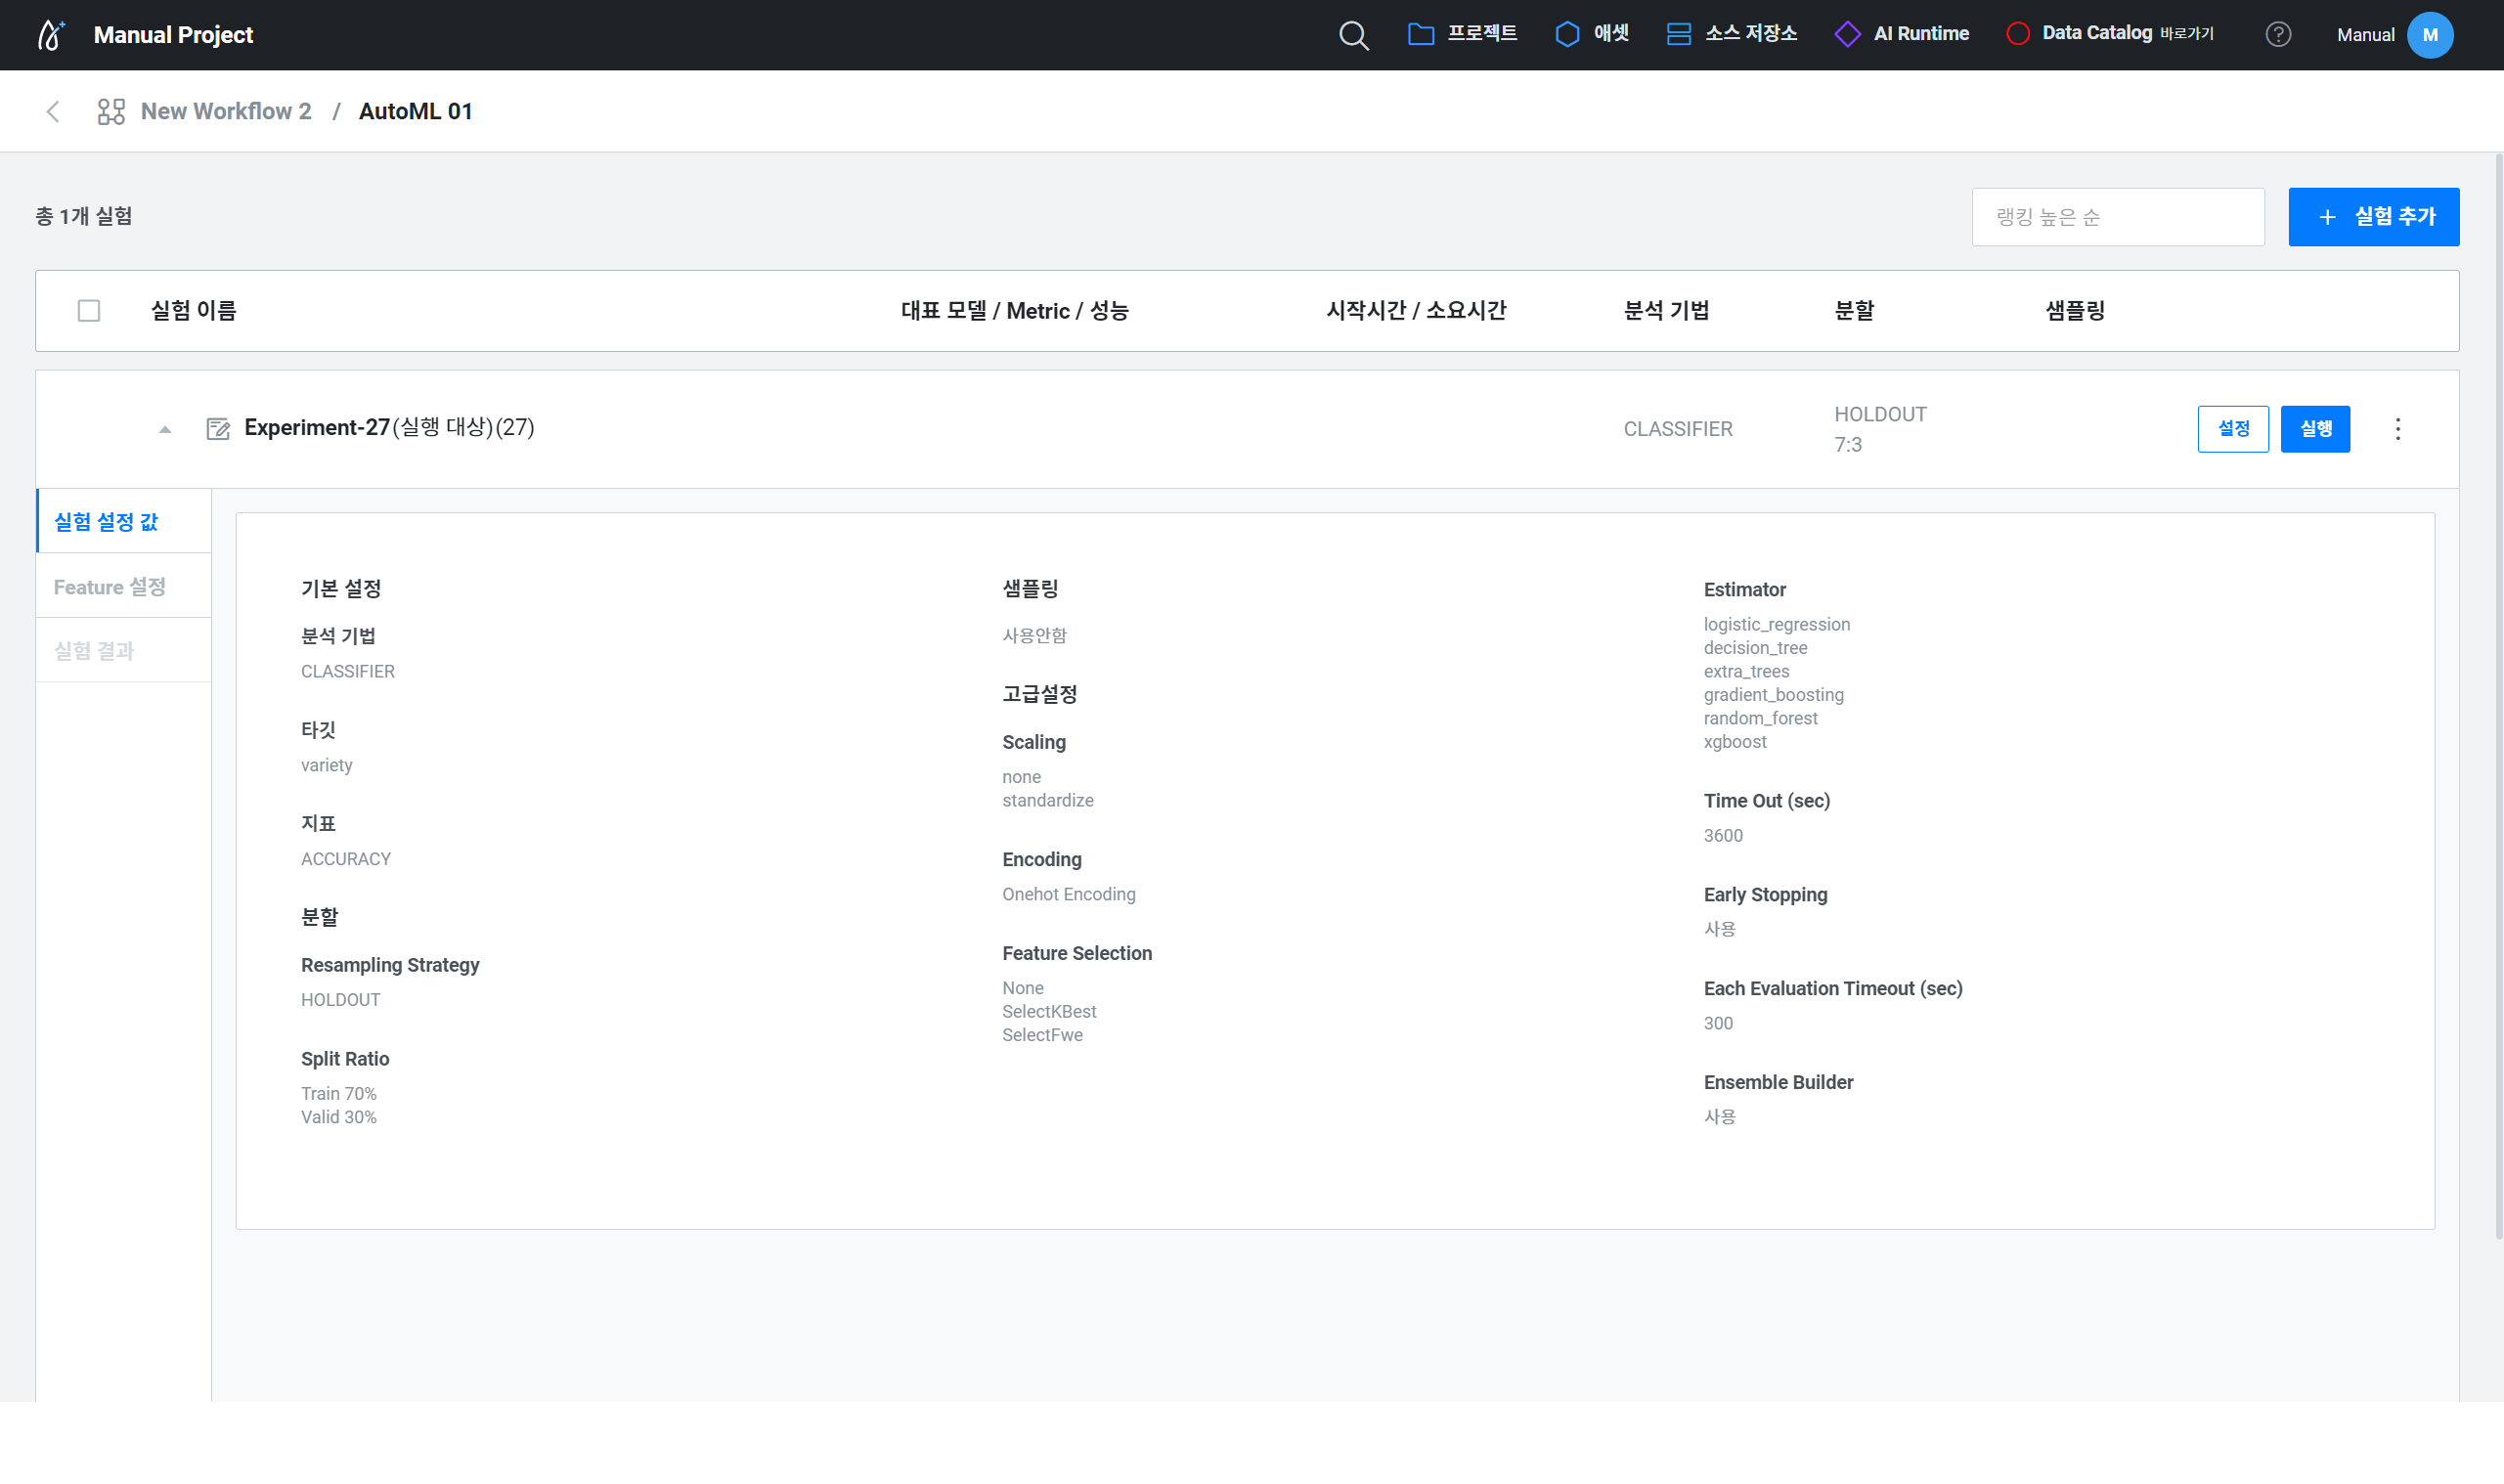 Manual Project
프로젝트
애셋
소스 저장소
AI Runtime
Data Catalog 바로가기
?
Manual
M
New Workflow 2 / AutoML 01
총 1개 실험
랭킹 높은 순
+ 실험 추가
실험 이름
대표 모델 / Metric / 성능
시작시간 / 소요시간
분석 기법
분할
샘플링
Experiment-27(실행 대상)(27)
CLASSIFIER
HOLDOUT
7:3
설정
실행
실험 설정 값
Feature 설정
실험 결과
기본 설정
분석 기법
CLASSIFIER
타깃
variety
지표
ACCURACY
분할
Resampling Strategy
HOLDOUT
Split Ratio
Train 70%
Valid 30%
샘플링
사용안함
고급설정
Scaling
none
standardize
Encoding
Onehot Encoding
Feature Selection
None
SelectKBest
SelectFwe
Estimator
logistic_regression
decision_tree
extra_trees
gradient_boosting
random_forest
xgboost
Time Out (sec)
3600
Early Stopping
사용
Each Evaluation Timeout (sec)
300
Ensemble Builder
사용